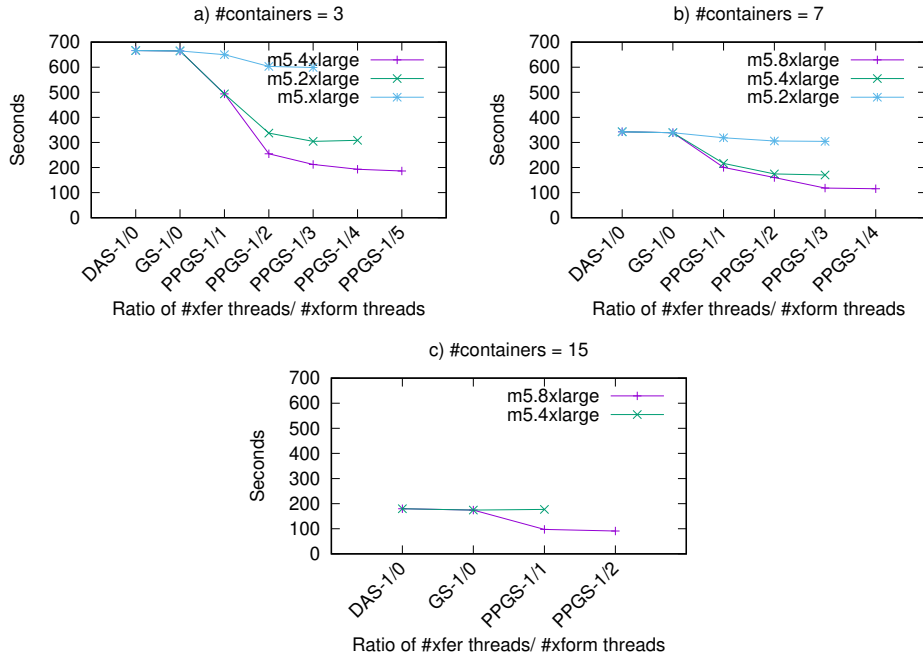 a) #containers = 3
700
600
500
400
300
200
100
0
Seconds
m5.4xlarge
m5.2xlarge
m5.xlarge
DAS-1/0
GS-1/0
PPGS-1/1
PPGS-1/2
PPGS-1/3
PPGS-1/4
PPGS-1/5
Ratio of #xfer threads/ #xform threads
b) #containers = 7
700
600
500
400
300
200
100
0
Seconds
m5.8xlarge
m5.4xlarge
m5.2xlarge
DAS-1/0
GS-1/0
PPGS-1/1
PPGS-1/2
PPGS-1/3
PPGS-1/4
Ratio of #xfer threads/ #xform threads
c) #containers = 15
700
600
500
400
300
200
100
0
Seconds
m5.8xlarge
m5.4xlarge
DAS-1/0
GS-1/0
PPGS-1/1
PPGS-1/2
Ratio of #xfer threads/ #xform threads